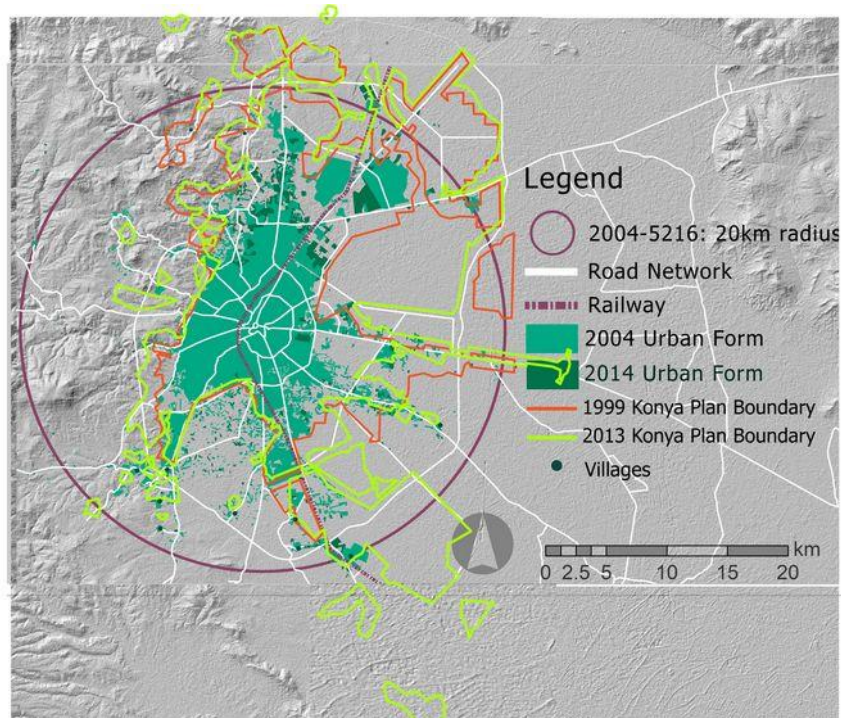 Legend
2004-5216: 20km radius
Road Network
Railway
2004 Urban Form
2014 Urban Form
1999 Konya Plan Boundary
2013 Konya Plan Boundary
Villages
km
0 2.5 5 10 15 20